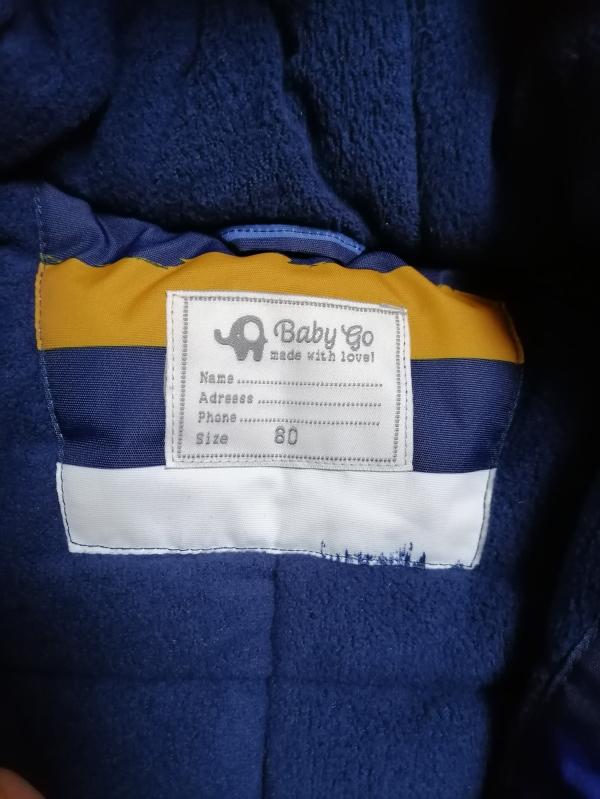 Baby Go
made with love!
Name
Adresss
Phone
Size 80